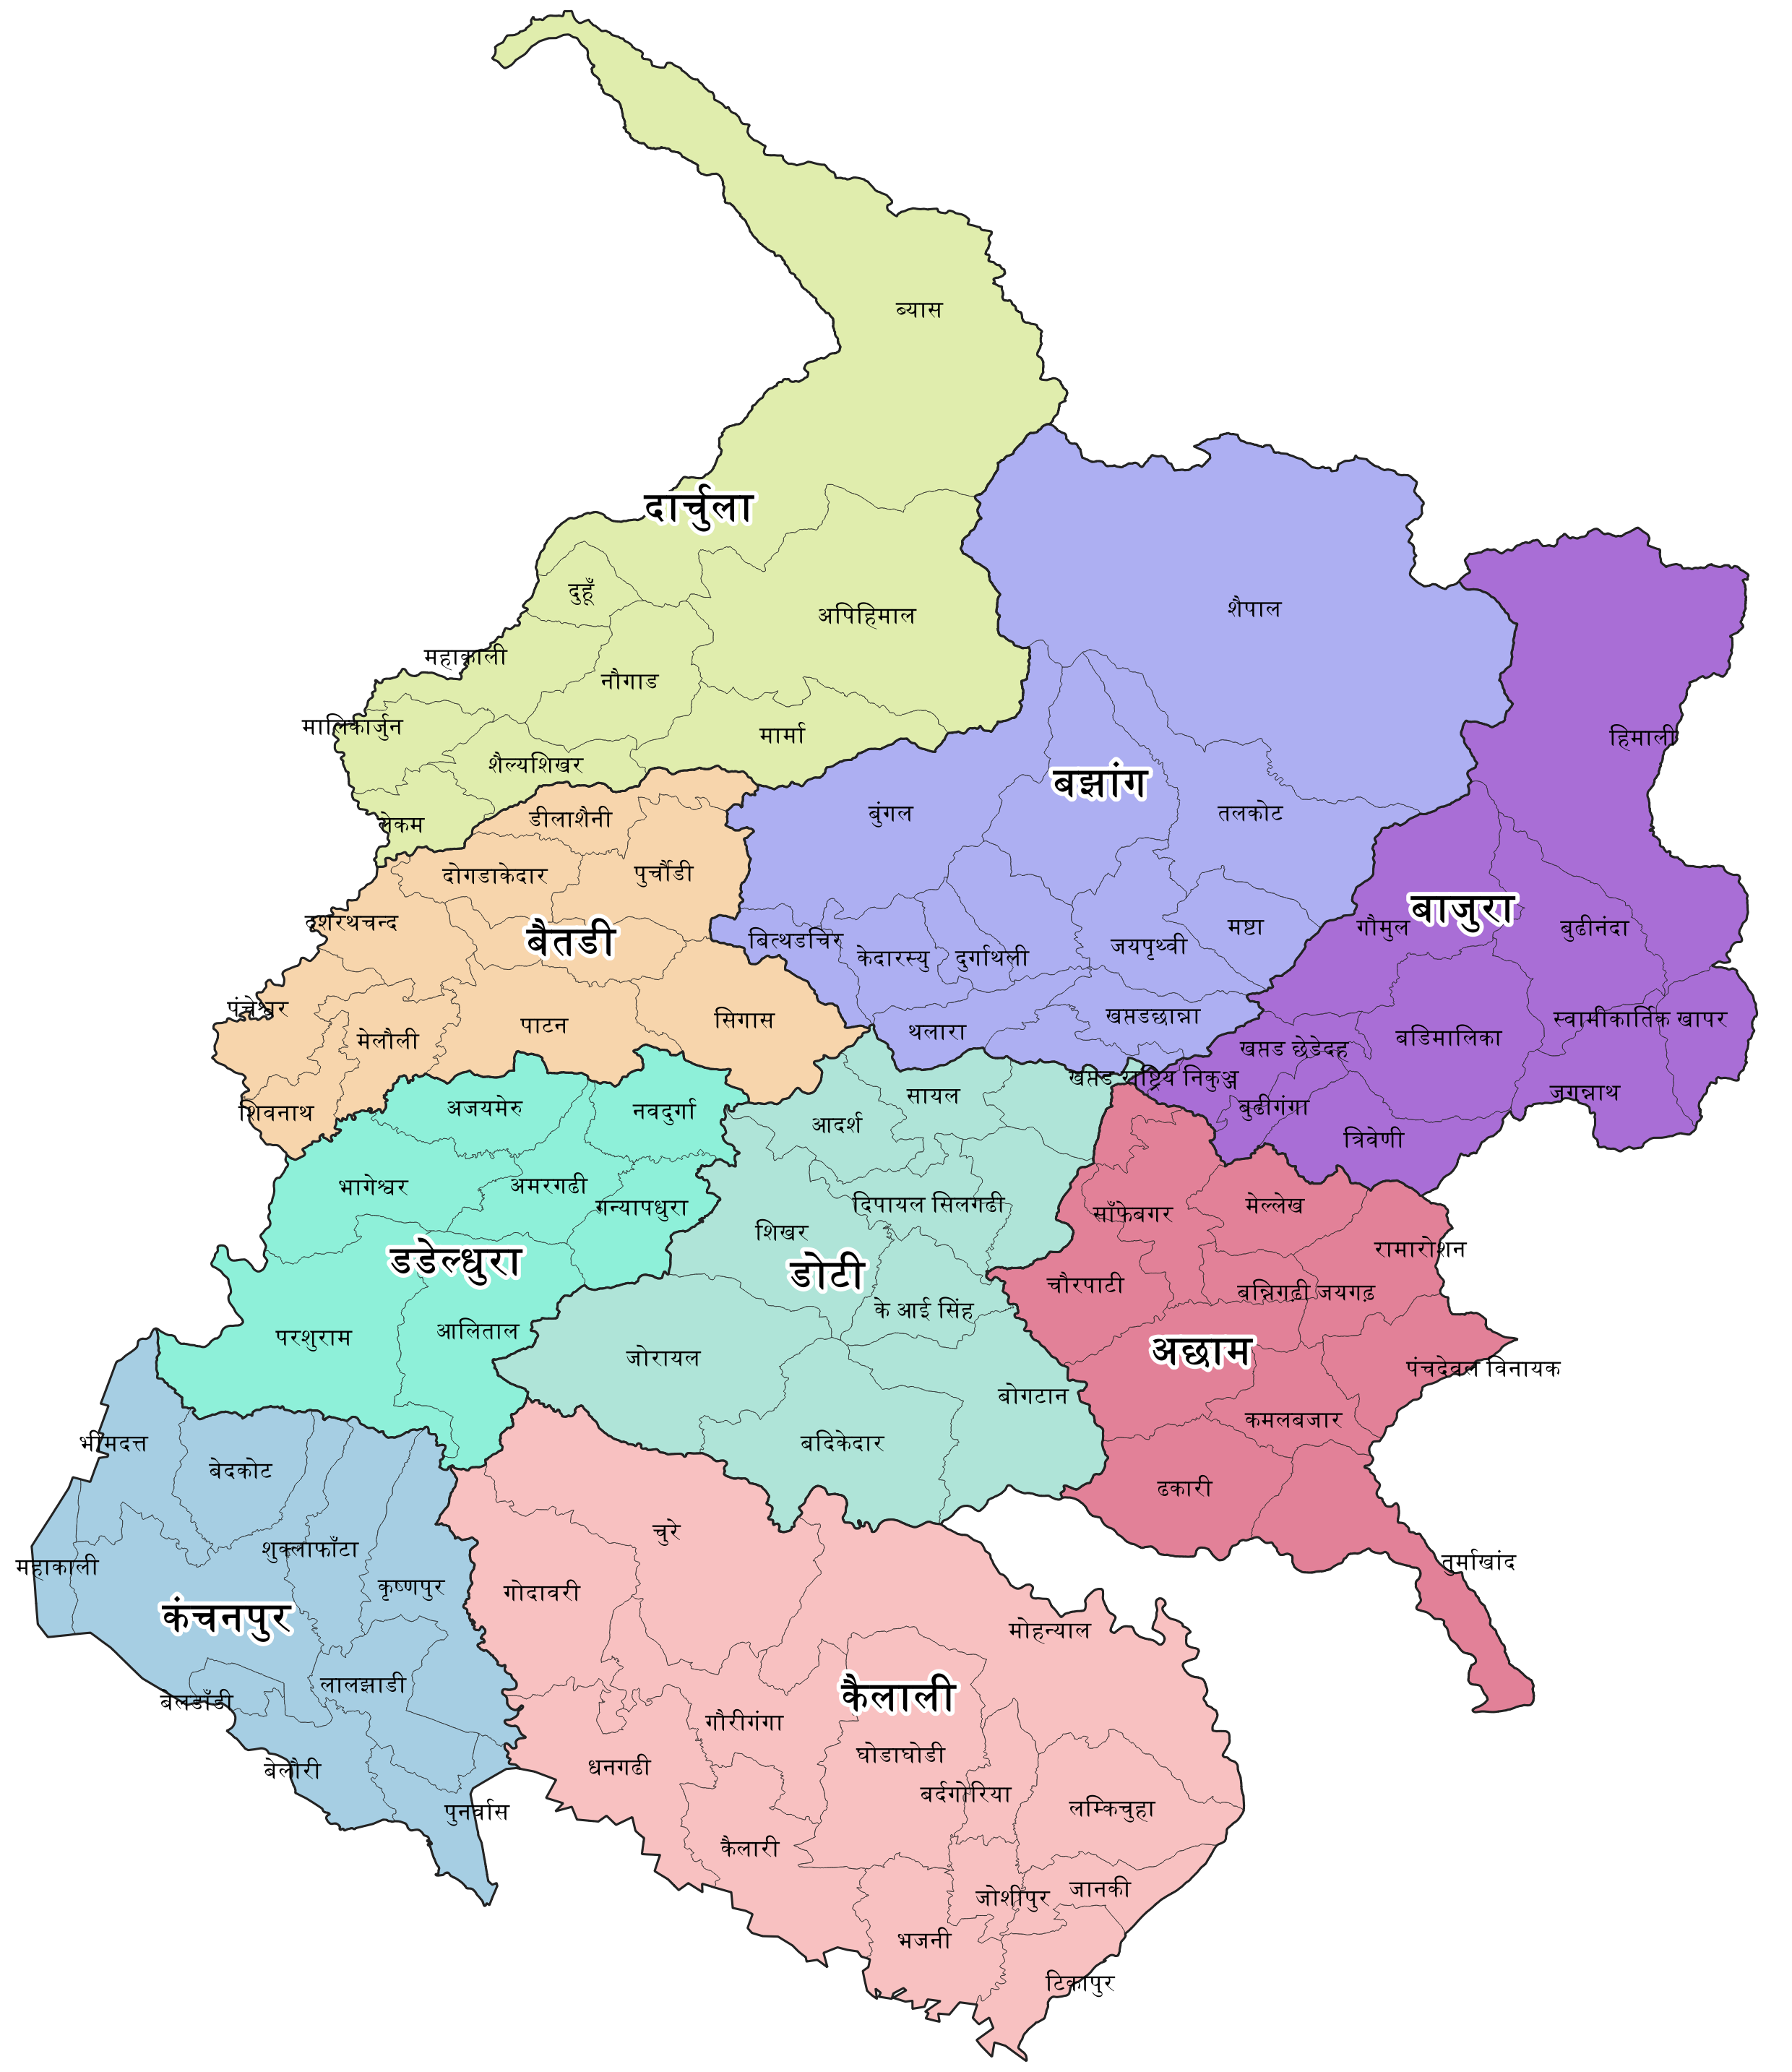 ब्यास
दार्चुला
दुहूँ
अपिहिमाल
शैपाल
महाकाली
नौगाड
मालिकार्जुन
मार्मा
हिमाली
शैल्यशिखर
बझांग
लेकम
डीलाशैनी
बुंगल
तलकोट
दोगडाकेदार
पुर्चौडी
बाजुरा
दशरथचन्द
बैतडी
बित्थडचिर
केदारस्यु
दुर्गाथली
जयपृथ्वी
मष्टा
गौमुल
बुढीनंदा
पंचेश्वर
मेलौली
पाटन
सिगास
थलारा
खप्तडछान्ना
खप्तड छेडेदह
बडिमालिका
स्वामीकार्तिक खापर
शिवनाथ
अजयमेरु
नवदुर्गा
आदर्श
सायल
खप्तड राष्ट्रिय निकुञ्ज
बुढीगंगा
जगन्नाथ
त्रिवेणी
भागेश्वर
अमरगढी
गन्यापधुरा
शिखर
दिपायल सिलगढी
साँफेबगर
मेल्लेख
रामारोशन
डडेल्धुरा
डोटी
चौरपाटी
बन्निगढी जयगढ
परशुराम
आलिताल
के आई सिंह
जोरायल
अछाम
पंचदेवल विनायक
बोगटान
कमलबजार
भीमदत्त
बेदकोट
बदिकेदार
ढकारी
महाकाली
शुक्लाफाँटा
कृष्णपुर
चुरे
गोदावरी
तुर्माखांद
कंचनपुर
मोहन्याल
लालझाडी
बेलडाँडी
कैलाली
गौरीगंगा
बेलौरी
धनगढी
घोडाघोडी
बर्दगोरिया
पुनर्वास
लम्किचुहा
कैलारी
जोशीपुर
जानकी
भजनी
टिकापुर